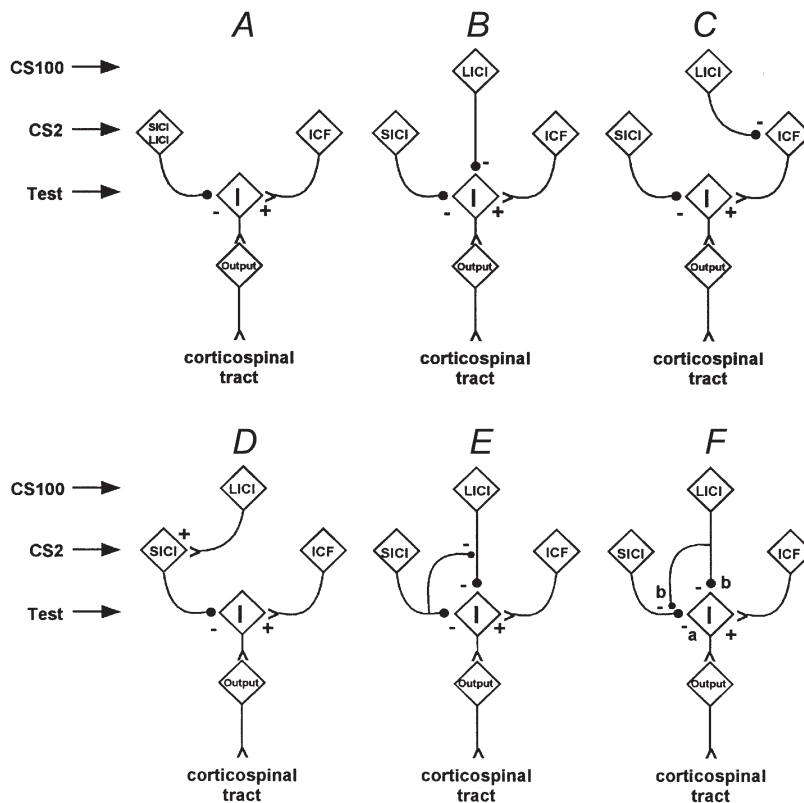 A B C
CS100 LICI LICI
CS2 SICI LICI ICF SICI ICF SICI ICF
Test I I I
- + - - + - - +
Output Output Output
corticospinal tract corticospinal tract corticospinal tract
D E F
CS100 LICI LICI LICI
CS2 + SICI ICF SICI - ICF SICI ICF
Test I - I b - - b I
- + - + - a +
Output Output Output
corticospinal tract corticospinal tract corticospinal tract